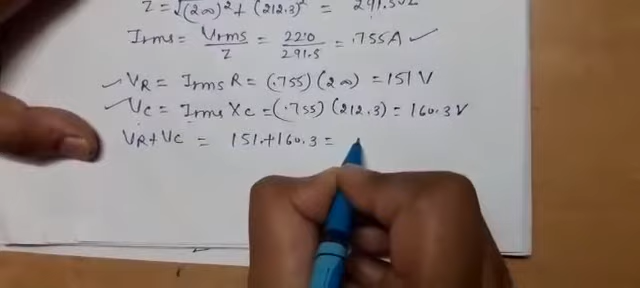 Z = √(200)² + (212.3)² = 291.5Ω
Irms = Vrms/Z = 220/291.5 = .755A ✓
✓ VR = Irms R = (.755) (200) = 151 V
✓ VC = Irms XC = (.755) (212.3) = 160.3 V
VR + VC = 151.+160.3 =